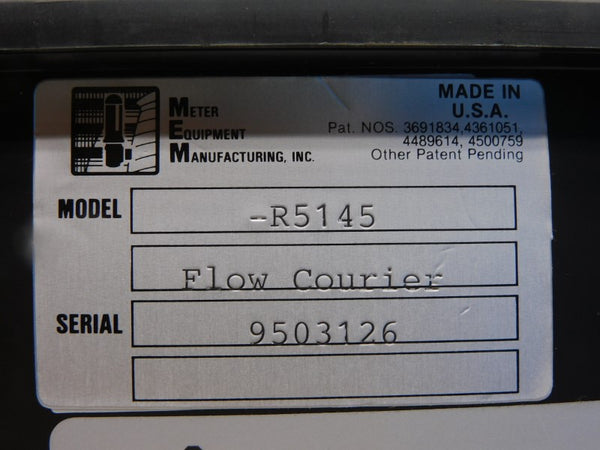 METER
EQUIPMENT
MANUFACTURING, INC.
MADE IN
U.S.A.
Pat. NOS. 3691834,4361051,
4489614, 4500759
Other Patent Pending
MODEL -R5145
Flow Courier
SERIAL 9503126